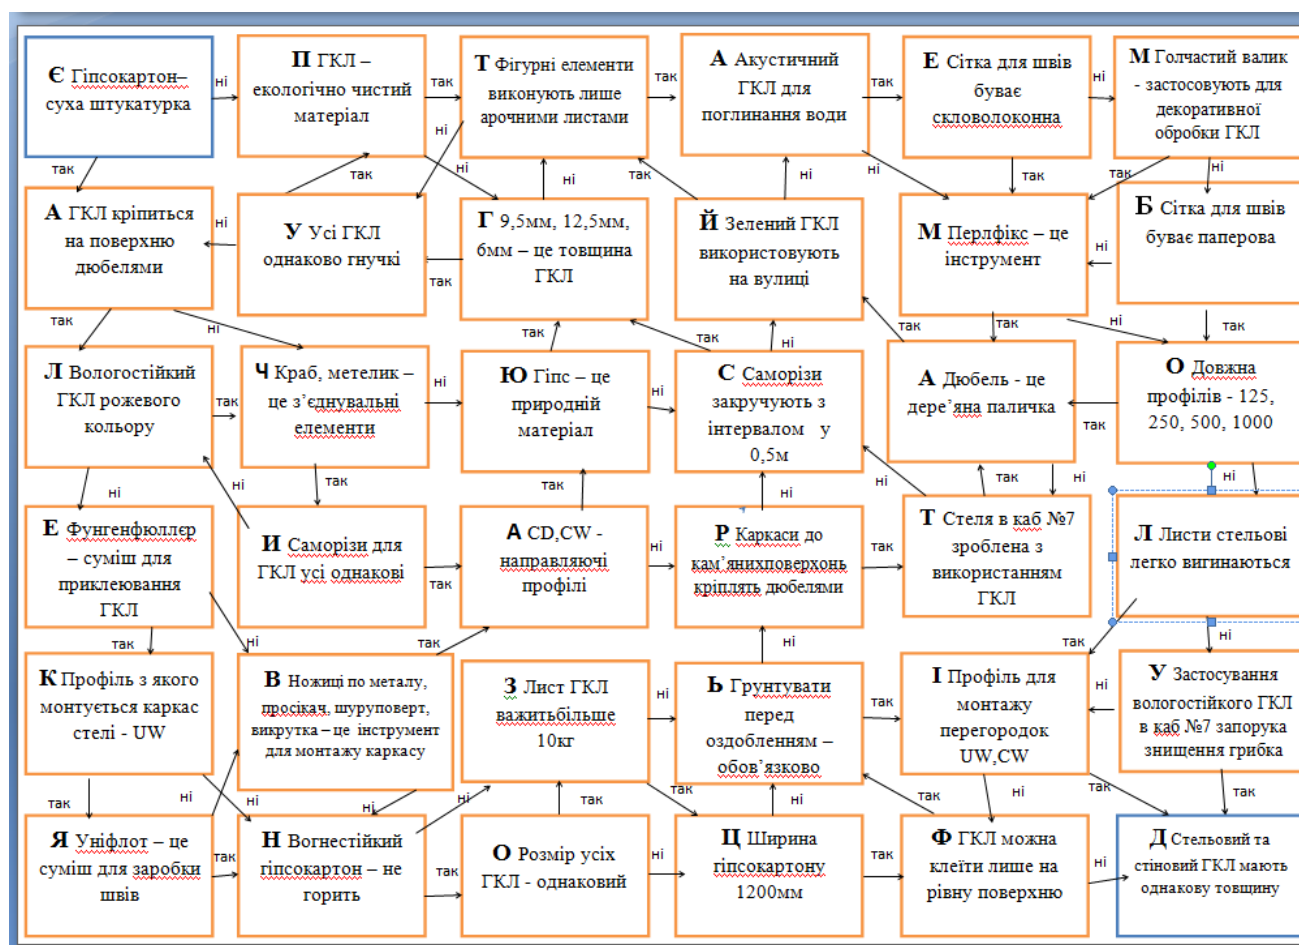 Є Гіпсокартон–
суха штукатурка
ні
так
П ГКЛ –
екологічно чистий
матеріал
так
ні
Т Фігурні елементи
виконують лише
арочними листами
так
ні
А Акустичний
ГКЛ для
поглинання води
так
ні
Е Сітка для швів
буває
скловолоконна
ні
так
М Голчастий валик
- застосовують для
декоративної
обробки ГКЛ
так
ні
А ГКЛ кріпиться
на поверхню
дюбелями
так
ні
У Усі ГКЛ
однаково гнучкі
ні
так
Г 9,5мм, 12,5мм,
6мм – це товщина
ГКЛ
так
ні
Й Зелений ГКЛ
використовують
на вулиці
так
ні
М Перлфікс – це
інструмент
так
ні
Б Сітка для швів
буває паперова
ні
так
Л Вологостійкий
ГКЛ рожевого
кольору
так
ні
Ч Краб, метелик –
це з’єднувальні
елементи
ні
так
Ю Гіпс – це
природній
матеріал
так
ні
С Саморізи
закручують з
інтервалом у
0,5м
так
ні
А Дюбель - це
дере’яна паличка
так
ні
О Довжна
профілів - 125,
250, 500, 1000
так
ні
Е Фунгенфюллєр
– суміш для
приклеювання
ГКЛ
так
ні
И Саморізи для
ГКЛ усі однакові
ні
так
А CD,CW -
направляючі
профілі
так
ні
Р Каркаси до
кам’янихповерхонь
кріплять дюбелями
ні
так
Т Стеля в каб №7
зроблена з
використанням
ГКЛ
ні
так
Л Листи стельові
легко вигинаються
так
ні
К Профіль з якого
монтується каркас
стелі - UW
так
ні
В Ножиці по металу,
просікач, шуруповерт,
викрутка – це інструмент
для монтажу каркасу
так
ні
З Лист ГКЛ
важитьбільше
10кг
ні
так
Ь Грунтувати
перед
оздобленням –
обов’язково
ні
так
І Профіль для
монтажу
перегородок
UW,CW
ні
так
У Застосування
вологостійкого ГКЛ
в каб №7 запорука
знищення грибка
ні
так
Я Уніфлот – це
суміш для заробки
швів
ні
так
Н Вогнестійкий
гіпсокартон – не
горить
ні
так
О Розмір усіх
ГКЛ - однаковий
так
ні
Ц Ширина
гіпсокартону
1200мм
ні
так
Ф ГКЛ можна
клеїти лише на
рівну поверхню
так
ні
Д Стельовий та
стіновий ГКЛ мають
однакову товщину